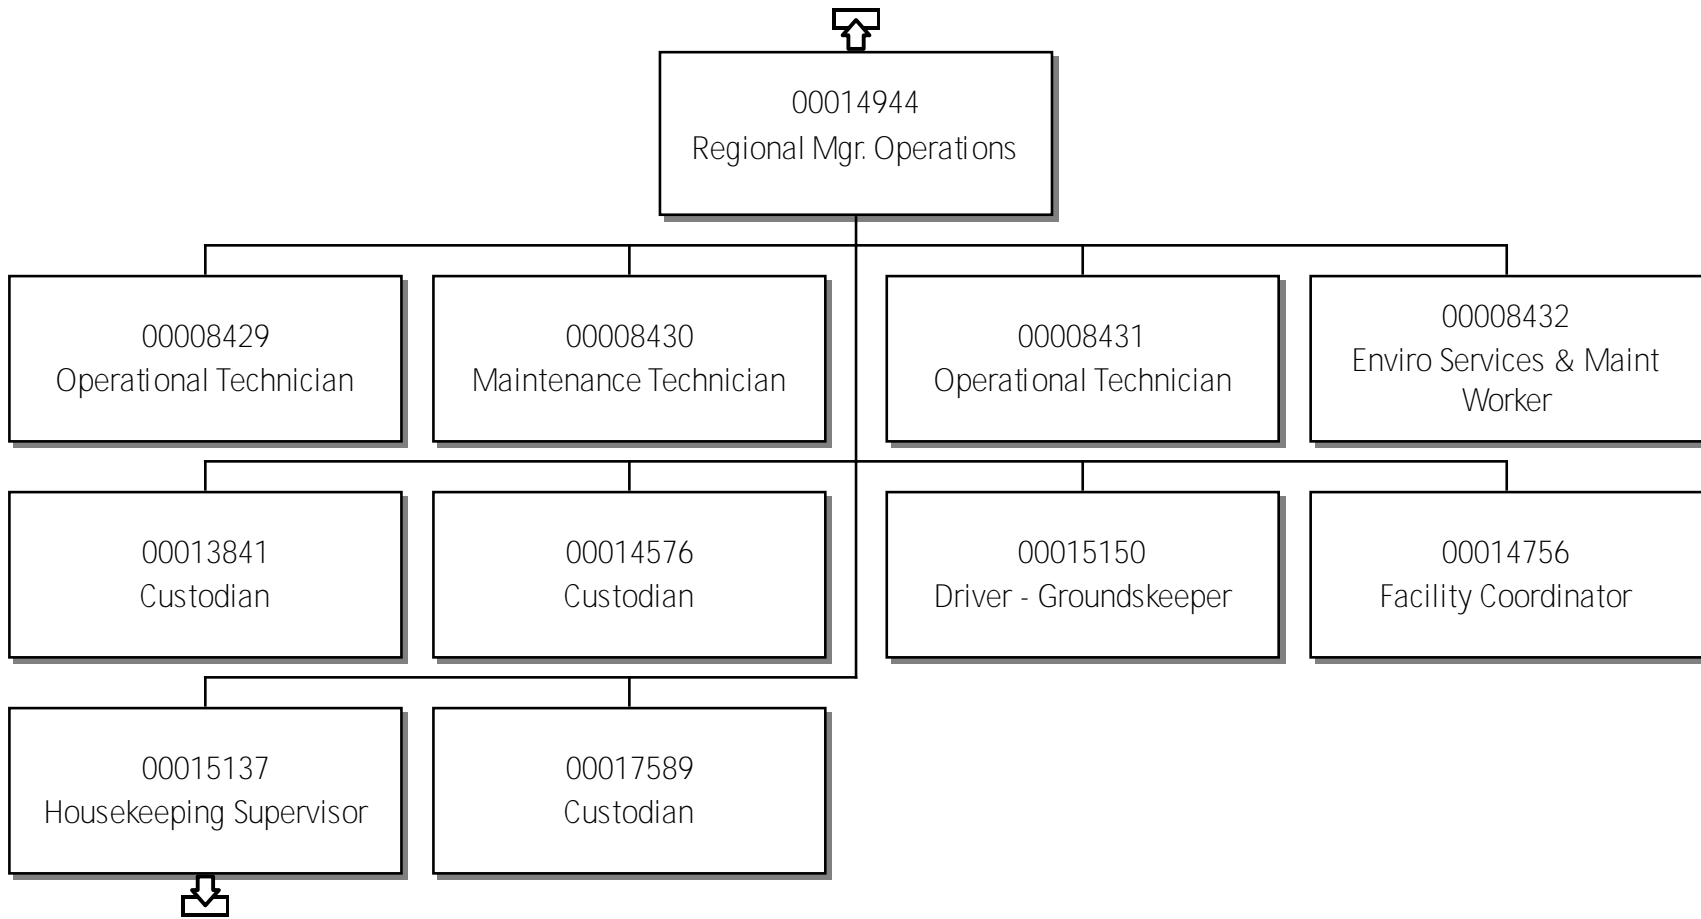 00014944
Regional Mgr. Operations
00008429
Operational Technician
00008430
Maintenance Technician
00008431
Operational Technician
00008432
Enviro Services & Maint
Worker
00013841
Custodian
00014576
Custodian
00015150
Driver - Groundskeeper
00014756
Facility Coordinator
00015137
Housekeeping Supervisor
00017589
Custodian